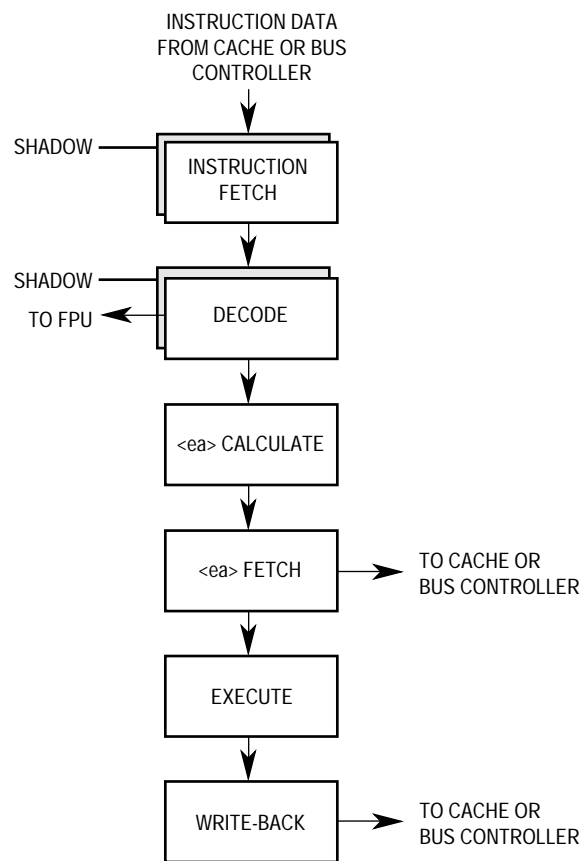 INSTRUCTION DATA
FROM CACHE OR BUS
CONTROLLER
SHADOW
INSTRUCTION
FETCH
SHADOW
TO FPU
DECODE
<ea> CALCULATE
<ea> FETCH
TO CACHE OR
BUS CONTROLLER
EXECUTE
WRITE-BACK
TO CACHE OR
BUS CONTROLLER